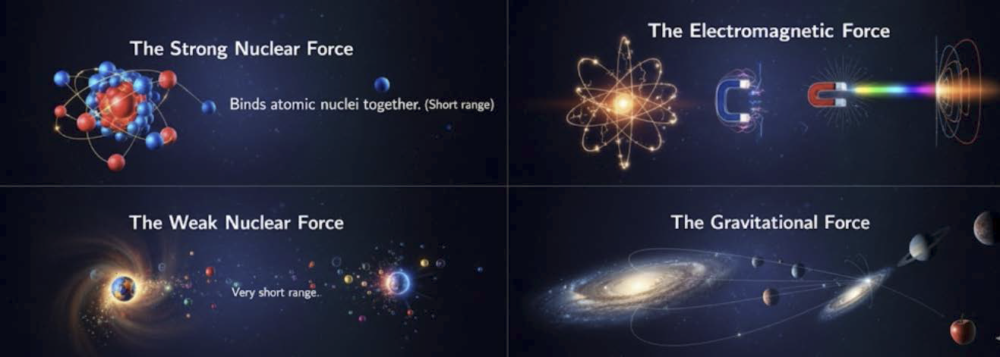 The Strong Nuclear Force
Binds atomic nuclei together. (Short range)
The Electromagnetic Force
The Weak Nuclear Force
Very short range.
The Gravitational Force